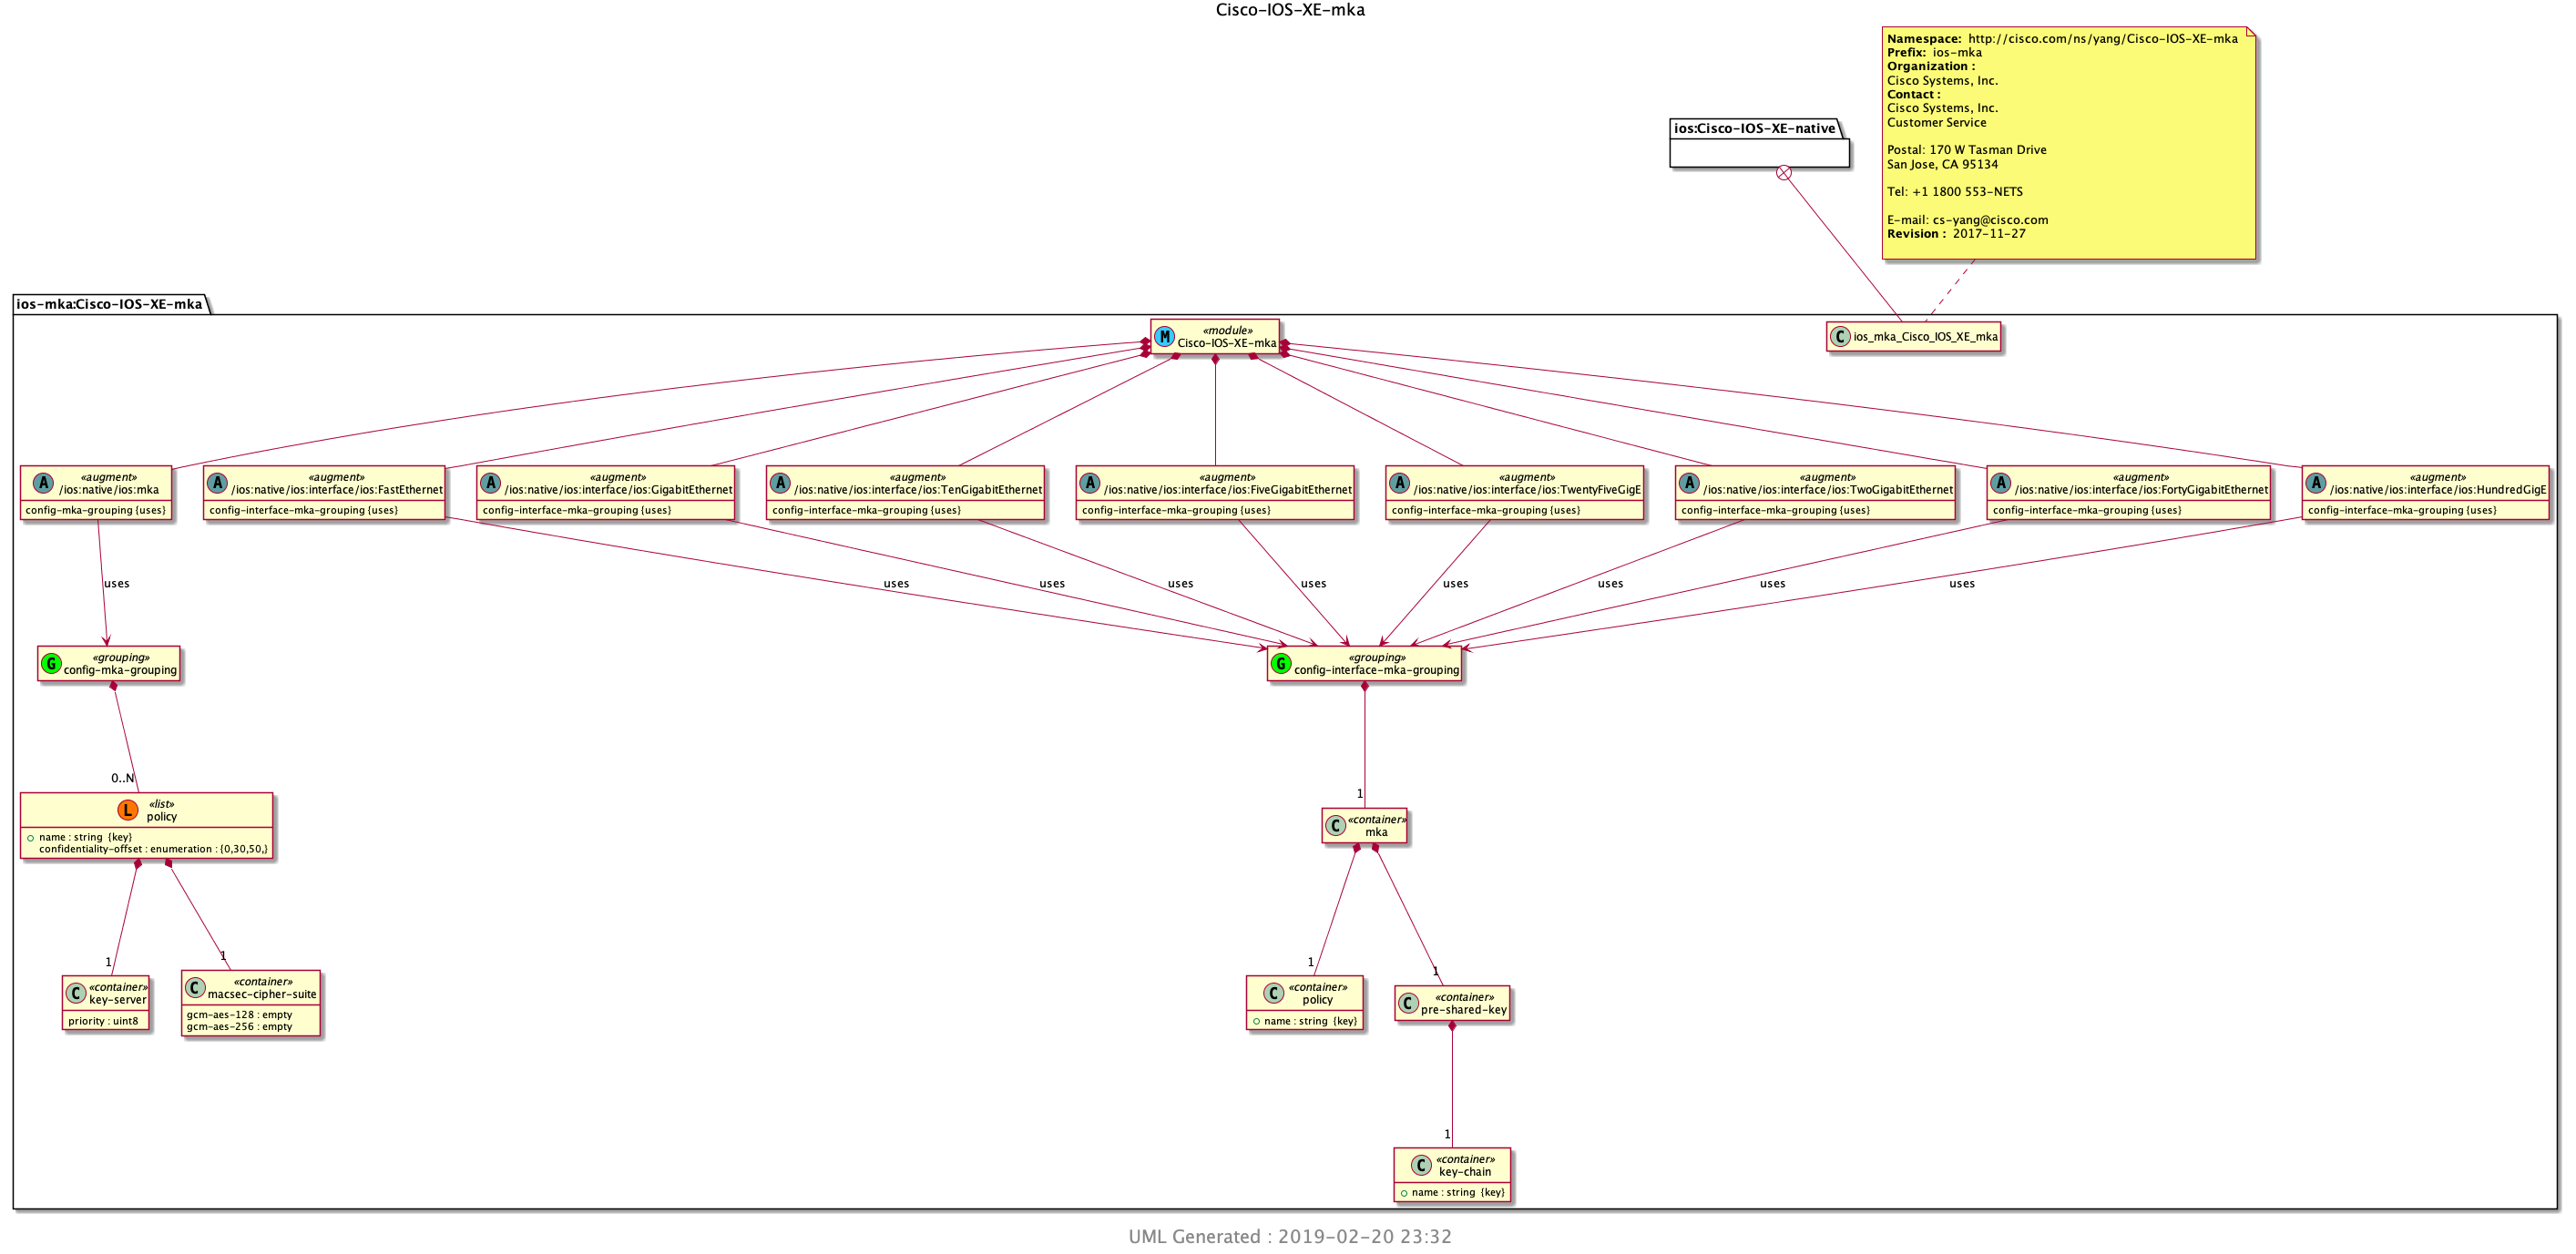 Cisco-IOS-XE-mka
Namespace: http://cisco.com/ns/yang/Cisco-IOS-XE-mka
Prefix: ios-mka
Organization :
Cisco Systems, Inc.
Contact :
Cisco Systems, Inc.
Customer Service
Postal: 170 W Tasman Drive
San Jose, CA 95134
Tel: +1 1800 553-NETS
E-mail: cs-yang@cisco.com
Revision : 2017-11-27
ios:Cisco-IOS-XE-native
ios-mka:Cisco-IOS-XE-mka
M
«module»
Cisco-IOS-XE-mka
C ios_mka_Cisco_IOS_XE_mka
A
«augment»
/ios:native/ios:mka
config-mka-grouping {uses}
A
«augment»
/ios:native/ios:interface/ios:FastEthernet
config-interface-mka-grouping {uses}
A
«augment»
/ios:native/ios:interface/ios:GigabitEthernet
config-interface-mka-grouping {uses}
A
«augment»
/ios:native/ios:interface/ios:TenGigabitEthernet
config-interface-mka-grouping {uses}
A
«augment»
/ios:native/ios:interface/ios:FiveGigabitEthernet
config-interface-mka-grouping {uses}
A
«augment»
/ios:native/ios:interface/ios:TwentyFiveGigE
config-interface-mka-grouping {uses}
A
«augment»
/ios:native/ios:interface/ios:TwoGigabitEthernet
config-interface-mka-grouping {uses}
A
«augment»
/ios:native/ios:interface/ios:FortyGigabitEthernet
config-interface-mka-grouping {uses}
A
«augment»
/ios:native/ios:interface/ios:HundredGigE
config-interface-mka-grouping {uses}
uses
uses
uses
uses
uses
uses
uses
uses
uses
G
«grouping»
config-mka-grouping
G
«grouping»
config-interface-mka-grouping
0..N
1
L
«list»
policy
name : string {key}
confidentiality-offset : enumeration : {0,30,50,}
C
«container»
mka
1
1
1
1
C
«container»
key-server
priority : uint8
C
«container»
macsec-cipher-suite
gcm-aes-128 : empty
gcm-aes-256 : empty
C
«container»
policy
name : string {key}
C
«container»
pre-shared-key
1
C
«container»
key-chain
name : string {key}
UML Generated : 2019-02-20 23:32